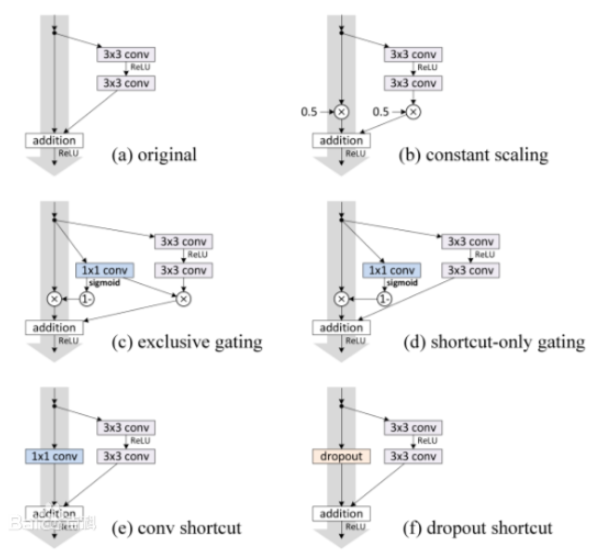 3x3 conv
ReLU
3x3 conv
addition
ReLU
(a) original
3x3 conv
ReLU
3x3 conv
0.5
0.5
addition
ReLU
(b) constant scaling
3x3 conv
ReLU
1x1 conv
3x3 conv
sigmoid
1-
addition
ReLU
(c) exclusive gating
3x3 conv
ReLU
1x1 conv
3x3 conv
sigmoid
1-
addition
ReLU
(d) shortcut-only gating
3x3 conv
ReLU
1x1 conv
3x3 conv
addition
ReLU
(e) conv shortcut
3x3 conv
ReLU
dropout
3x3 conv
addition
ReLU
(f) dropout shortcut